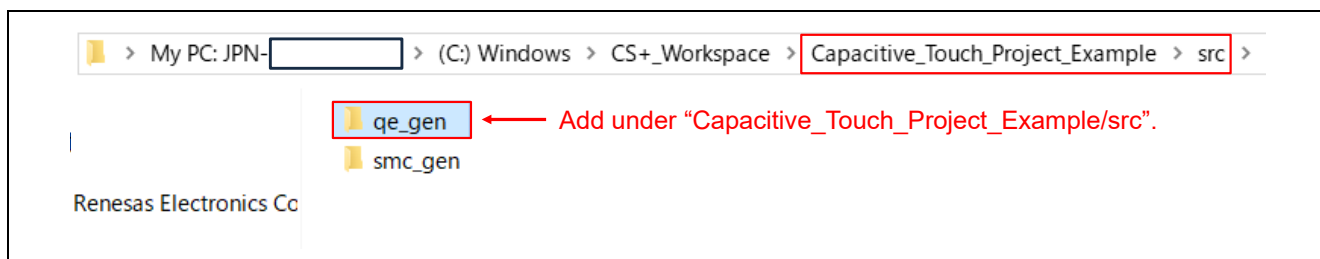 > My PC: JPN- > (C:) Windows > CS+_Workspace > Capacitive_Touch_Project_Example > src >
qe_gen Add under “Capacitive_Touch_Project_Example/src”.
smc_gen
Renesas Electronics Co